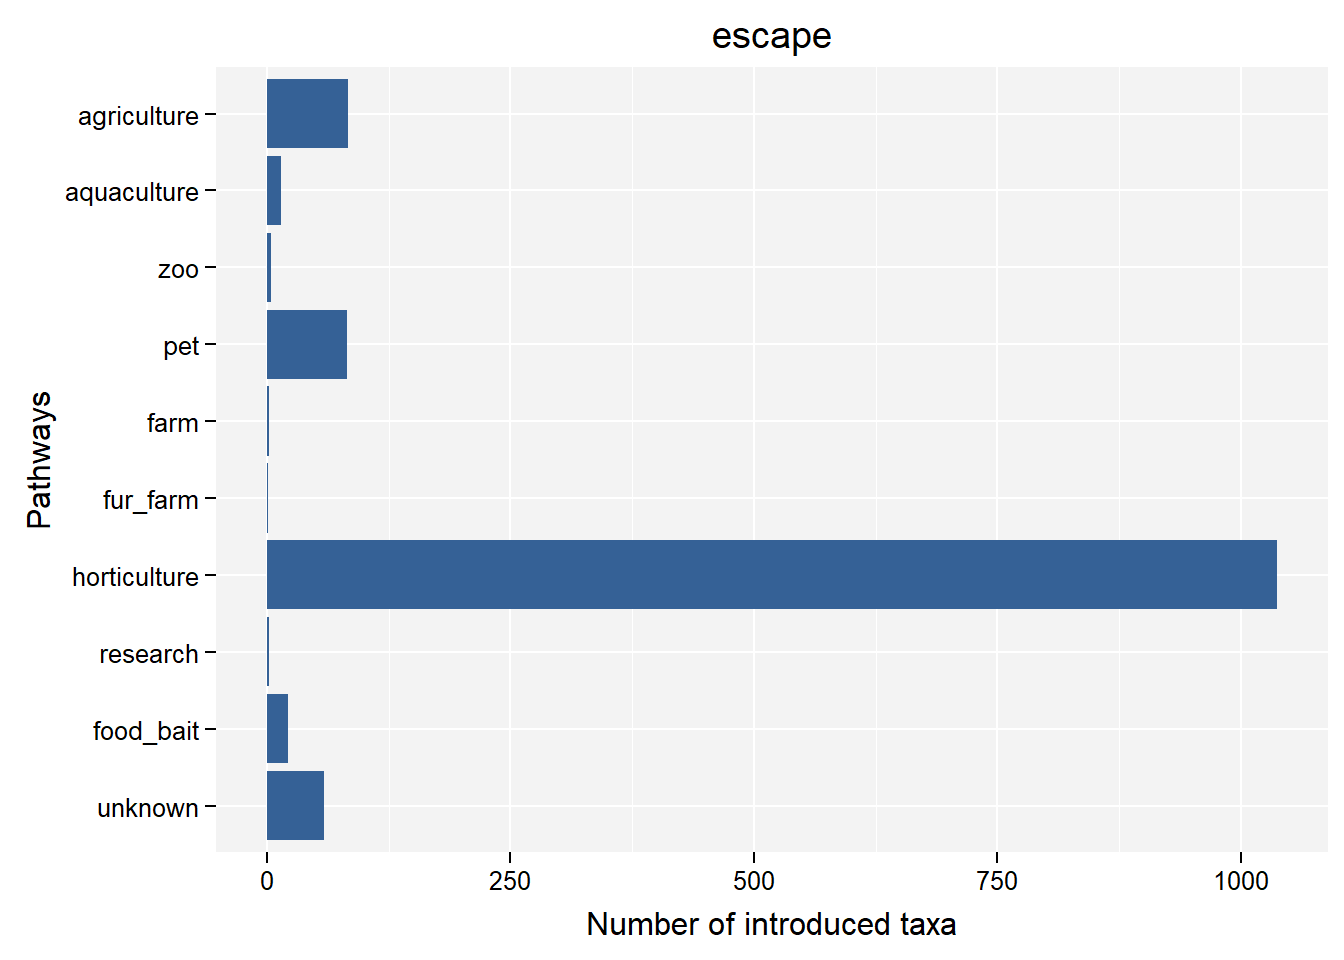 escape
agriculture
aquaculture
zoo
pet
farm
fur_farm
horticulture
research
food_bait
unknown
Pathways
0 250 500 750 1000
Number of introduced taxa